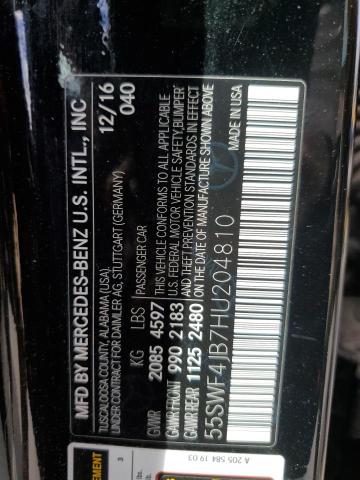 MFD BY MERCEDES-BENZ U.S. INTL., INC
TUSCALOOSA COUNTY, ALABAMA (USA)
UNDER CONTRACT FOR DAIMLER AG, STUTTGART(GERMANY)
12/16
040
PASSENGER CAR
KG LBS
GVWR 2085 4597
GAWR FRONT 990 2183
GAWR REAR 1125 2480
THIS VEHICLE CONFORMS TO ALL APPLICABLE
U.S. FEDERAL MOTOR VEHICLE SAFETY, BUMPER
AND THEFT PREVENTION STANDARDS IN EFFECT
ON THE DATE OF MANUFACTURE SHOWN ABOVE
55SWF4JB7HU204810
MADE IN USA
A 205 584 19 03
3